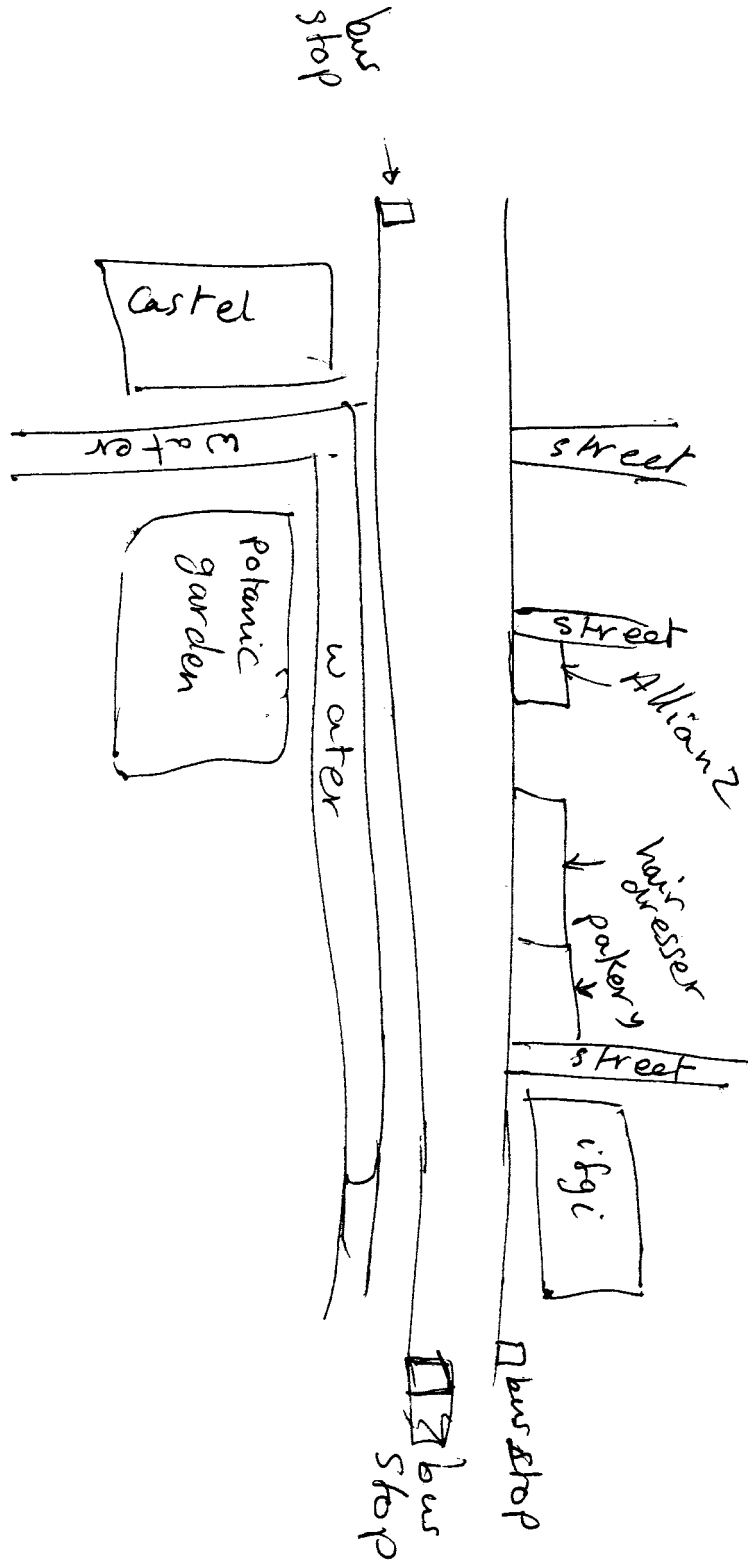 bus
stop
Castel
water
street
potanic
garden
water
street
Allianz
hair
dresser
pakery
street
ifgi
bus stop
bus
stop